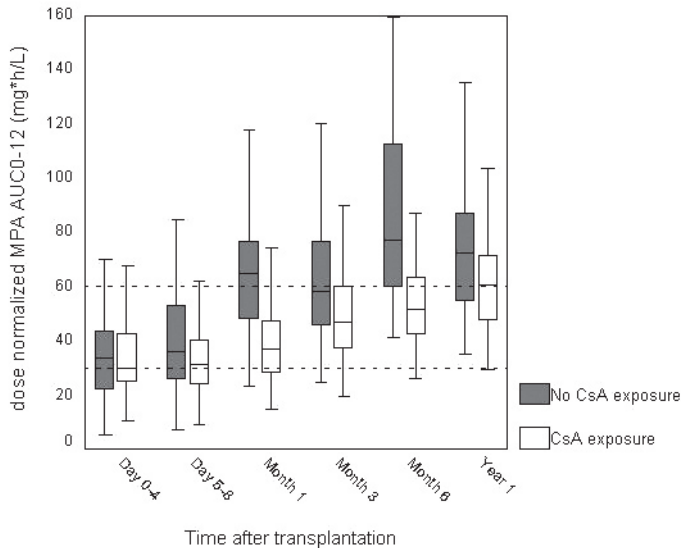 dose normalized MPA AUC0-12 (mg*h/L)
160
140
120
100
80
60
40
20
0
Day 0-4
Day 5-8
Month 1
Month 3
Month 6
Year 1
Time after transplantation
No CsA exposure
CsA exposure